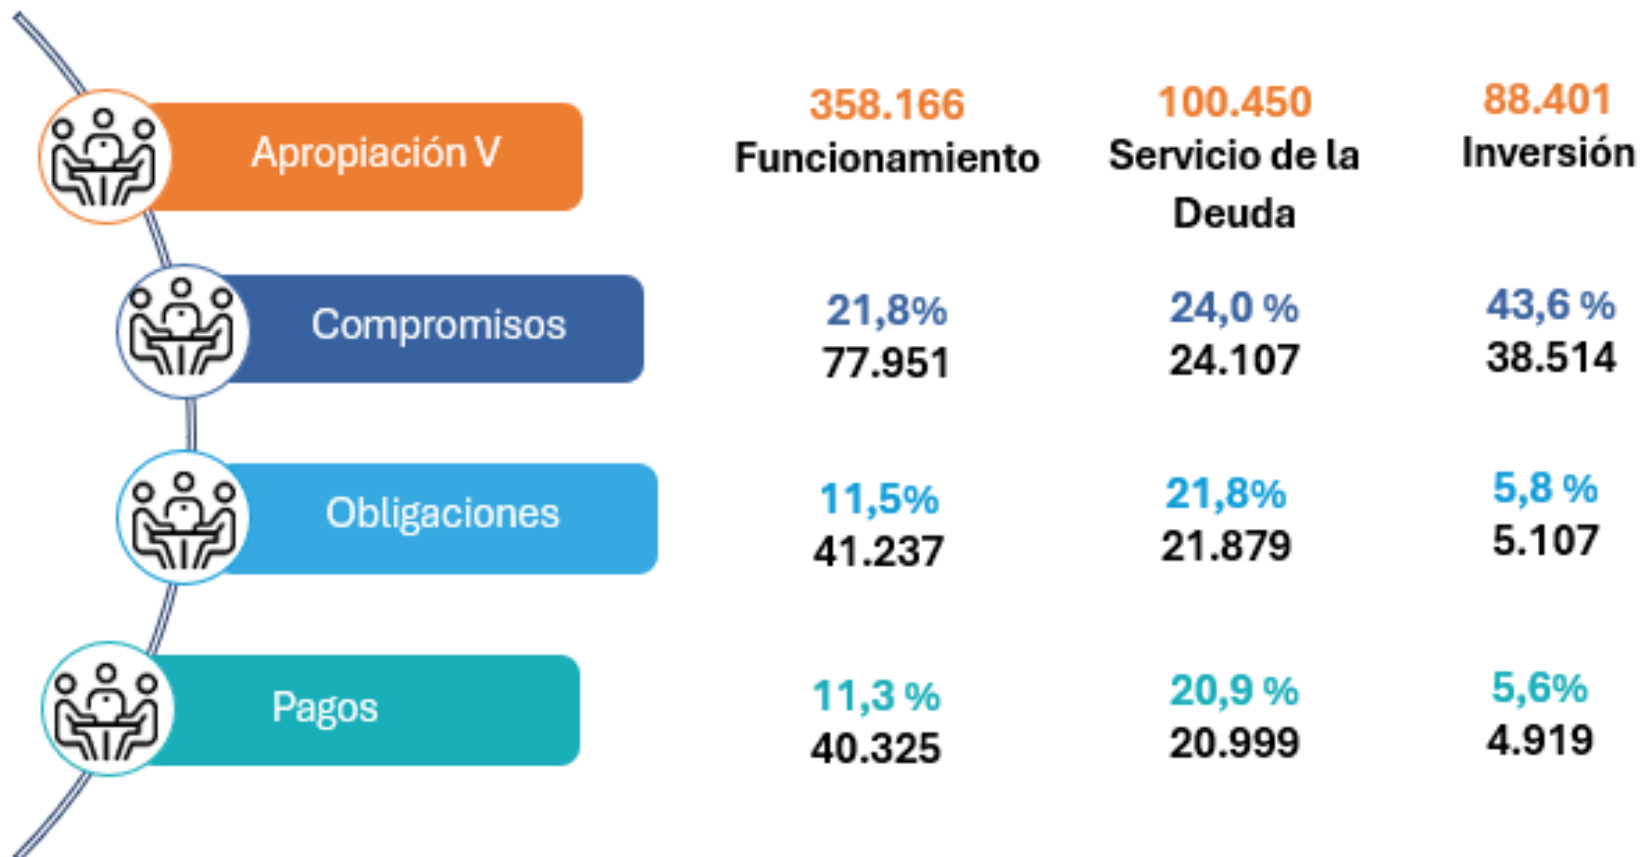 Apropiación V
358.166
Funcionamiento
100.450
Servicio de la
Deuda
88.401
Inversión
Compromisos
21,8%
77.951
24,0 %
24.107
43,6 %
38.514
Obligaciones
11,5%
41.237
21,8%
21.879
5,8 %
5.107
Pagos
11,3 %
40.325
20,9 %
20.999
5,6%
4.919